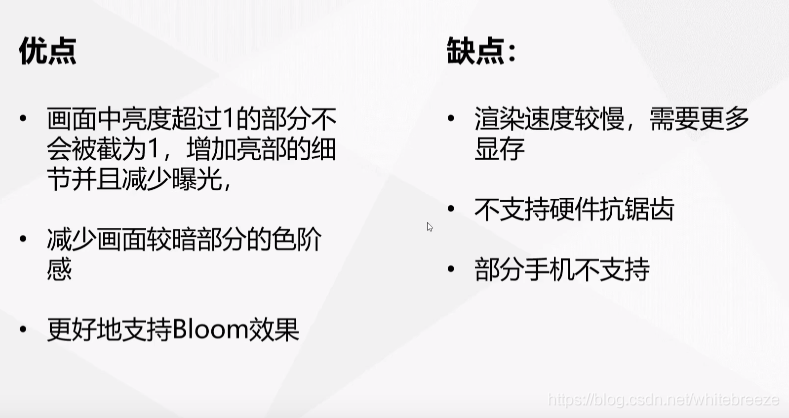 优点
• 画面中亮度超过1的部分不
会被截为1，增加亮部的细
节并且减少曝光，
• 减少画面较暗部分的色阶
感
• 更好地支持Bloom效果
缺点：
• 渲染速度较慢，需要更多
显存
• 不支持硬件抗锯齿
• 部分手机不支持
https://blog.csdn.net/whitebreeze